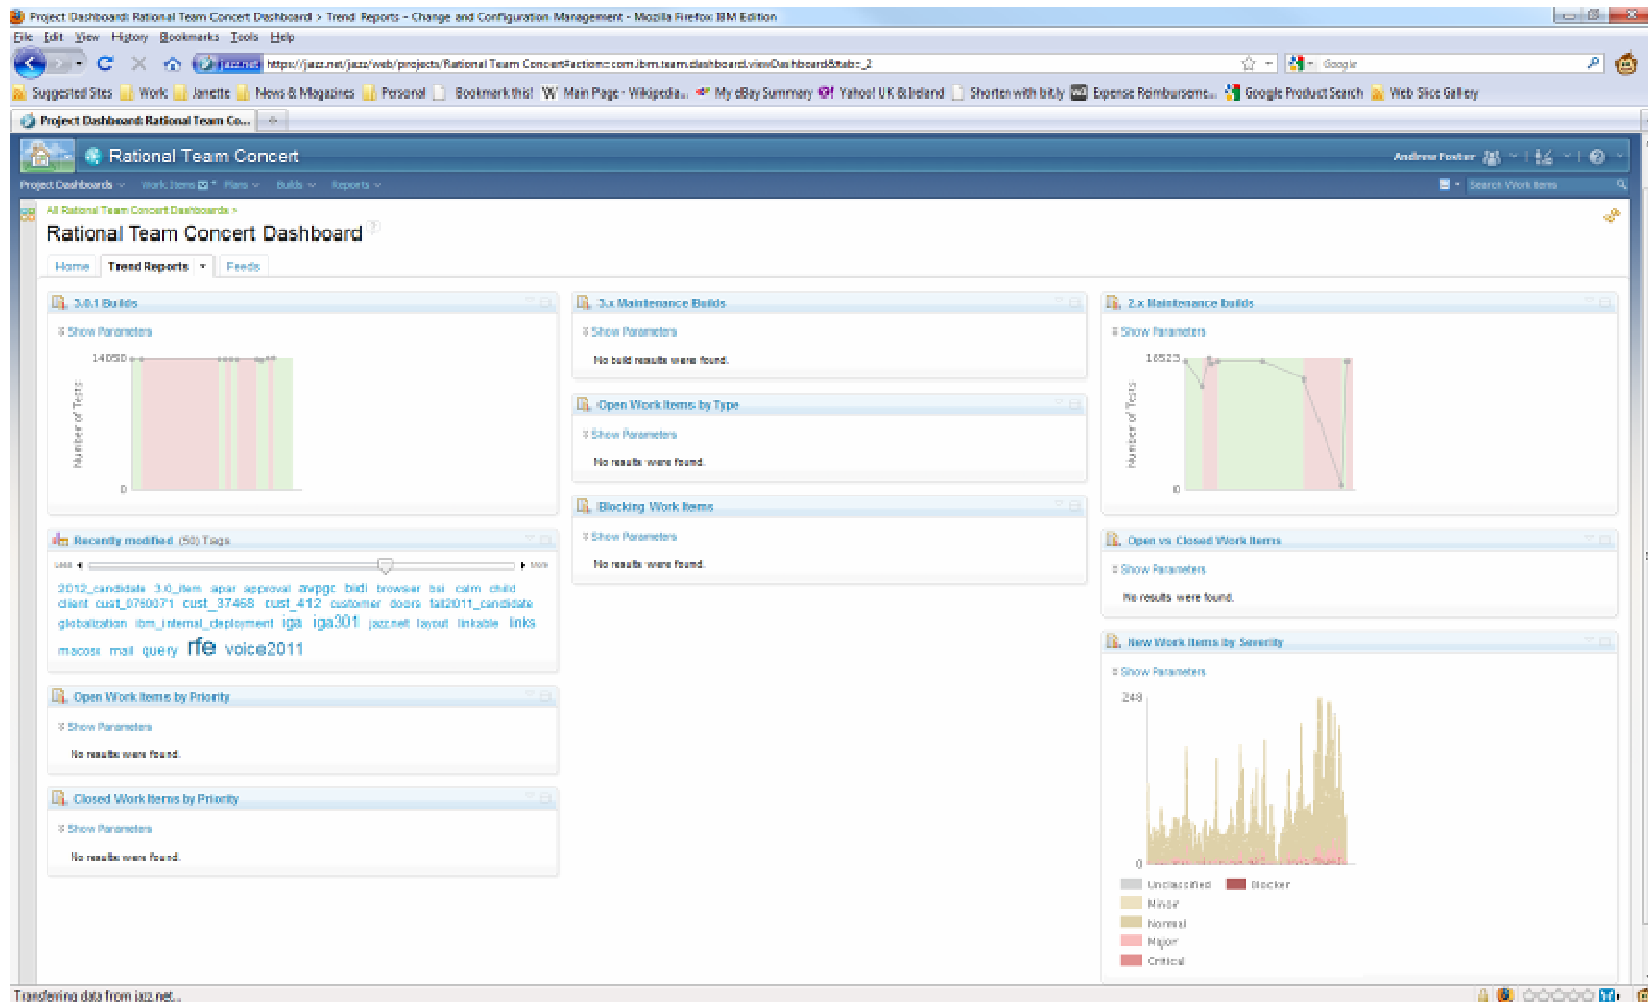 Project Dashboard: Rational Team Concert Dashboard > Trend Reports - Change and Configuration Management - Mozilla Firefox: IBM Edition
File Edit View History Bookmarks Tools Help
jazz.net https://jazz.net/jazz/web/projects/Rational Team Concert#action=com.ibm.team.dashboard.viewDashboard&tab=_2
Google
Suggested Sites Work Janette News & Magazines Personal Bookmark this! Main Page - Wikipedia... My eBay Summary Yahoo! UK & Ireland Shorten with bit.ly Expense Reimburseme... Google Product Search Web Slice Gallery
Project Dashboard: Rational Team Co...
Rational Team Concert
Andrew Foster
Project Dashboards Work Items Plans Builds Reports
Search Work Items
All Rational Team Concert Dashboards >
Rational Team Concert Dashboard ?
Home Trend Reports Feeds
3.0.1 Builds
Show Parameters
14050
Number of Tests
0
Recently modified (50) Tags
Less More
2012_candidate 3.0_item apar approval awpgc bidi browser bsi calm child
client cust_0760071 cust_37468 cust_412 customer doors fall2011_candidate
globalization ibm_internal_deployment iga iga301 jazz.net layout linkable links
macosx mail query rfe voice2011
Open Work Items by Priority
Show Parameters
No results were found.
Closed Work Items by Priority
Show Parameters
No results were found.
3.x Maintenance Builds
Show Parameters
No build results were found.
Open Work Items by Type
Show Parameters
No results were found.
Blocking Work Items
Show Parameters
No results were found.
2.x Maintenance Builds
Show Parameters
16523
Number of Tests
0
Open vs. Closed Work Items
Show Parameters
No results were found.
New Work Items by Severity
Show Parameters
248
0
Unclassified Blocker
Minor
Normal
Major
Critical
Transferring data from jazz.net...